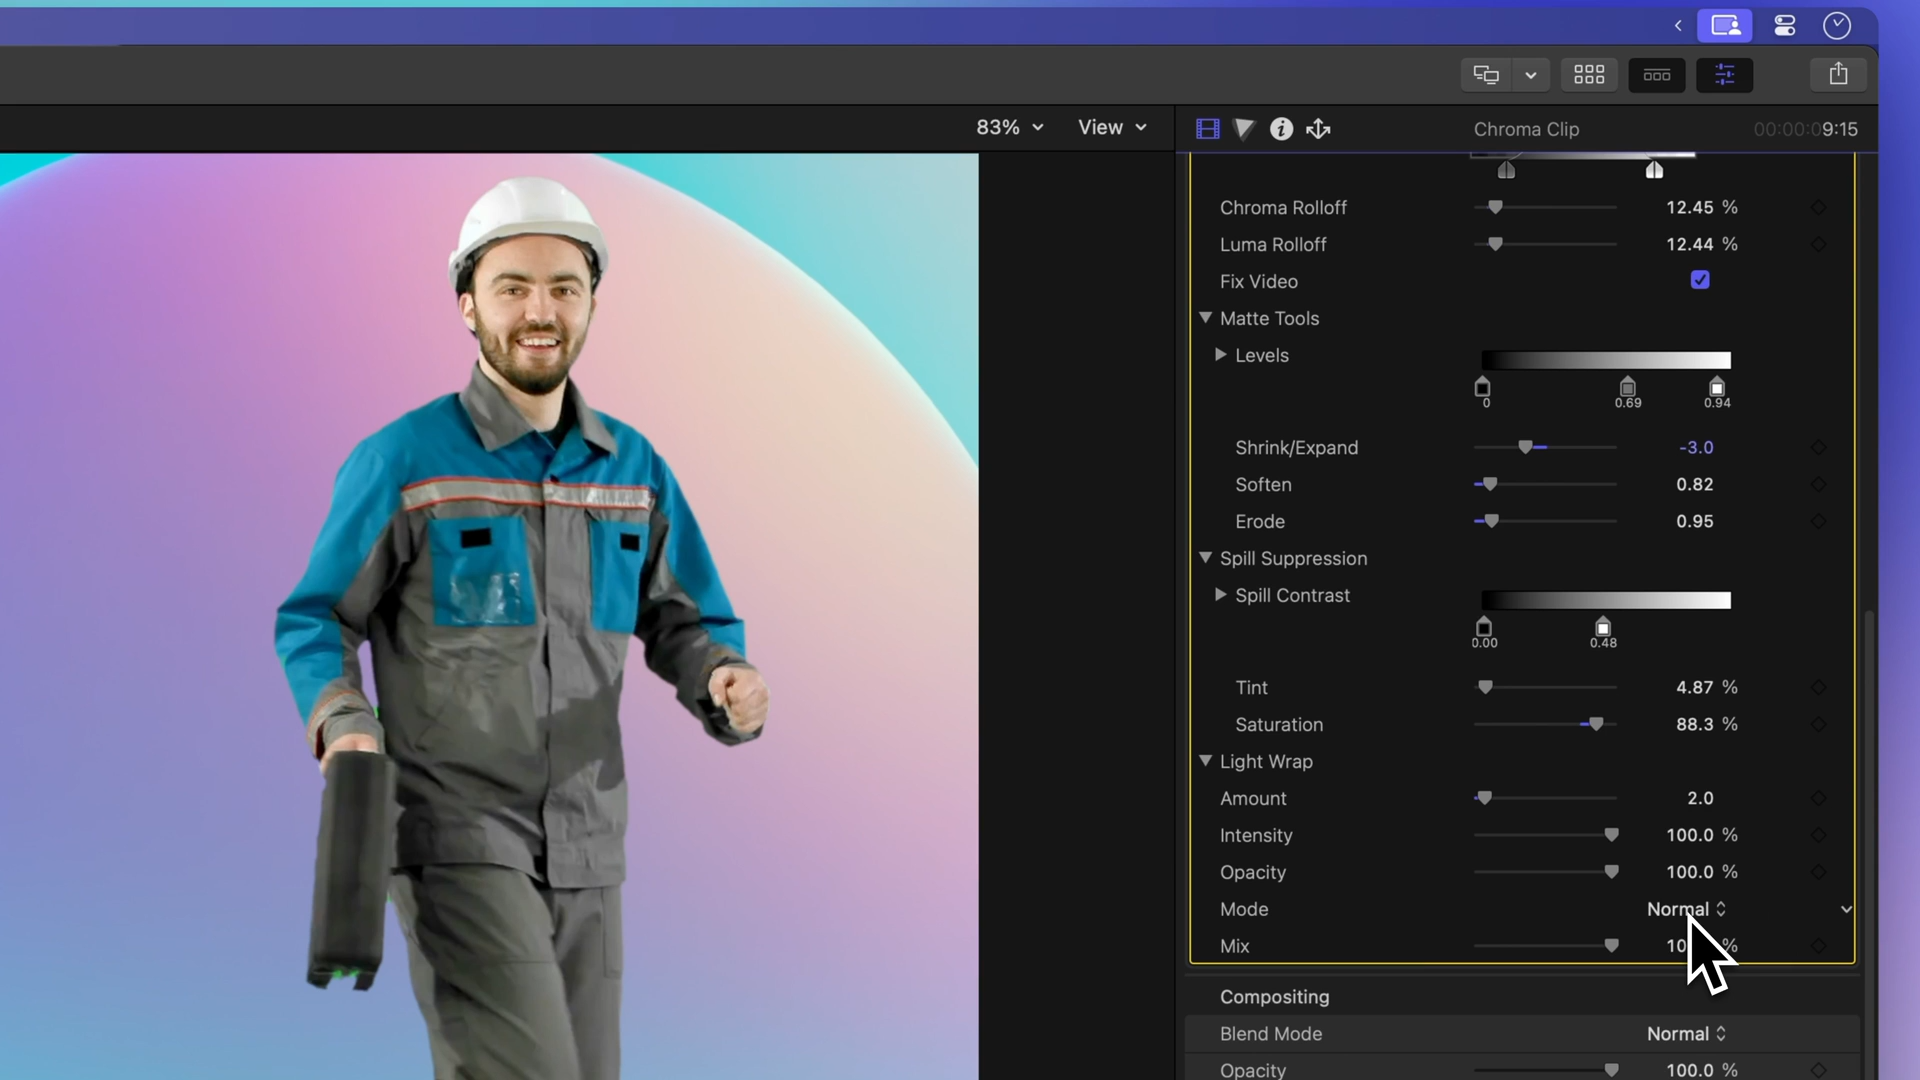 83% View Chroma Clip 00:00:09:15
Chroma Rolloff 12.45 %
Luma Rolloff 12.44 %
Fix Video
Matte Tools
Levels
0 0.69 0.94
Shrink/Expand -3.0
Soften 0.82
Erode 0.95
Spill Suppression
Spill Contrast
0.00 0.48
Tint 4.87 %
Saturation 88.3 %
Light Wrap
Amount 2.0
Intensity 100.0 %
Opacity 100.0 %
Mode Normal
Mix %
Compositing
Blend Mode Normal
Opacity 100.0 %